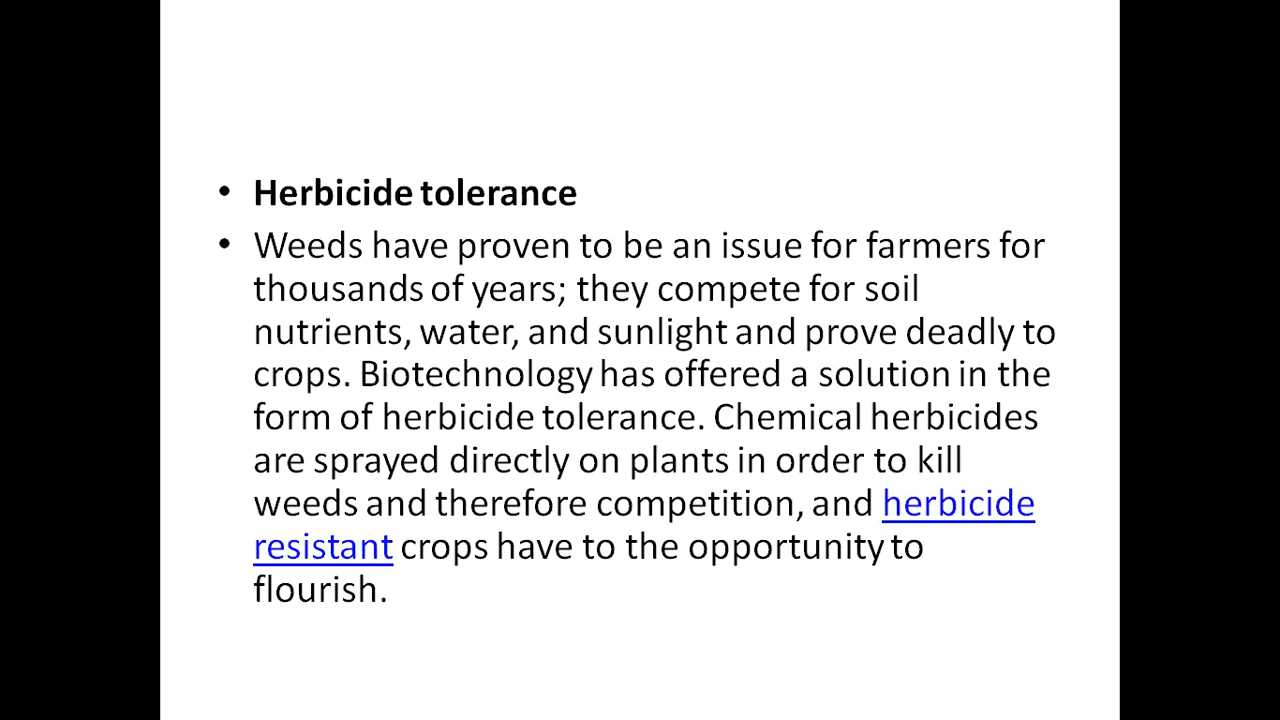 • Herbicide tolerance
• Weeds have proven to be an issue for farmers for
thousands of years; they compete for soil
nutrients, water, and sunlight and prove deadly to
crops. Biotechnology has offered a solution in the
form of herbicide tolerance. Chemical herbicides
are sprayed directly on plants in order to kill
weeds and therefore competition, and herbicide
resistant crops have to the opportunity to
flourish.